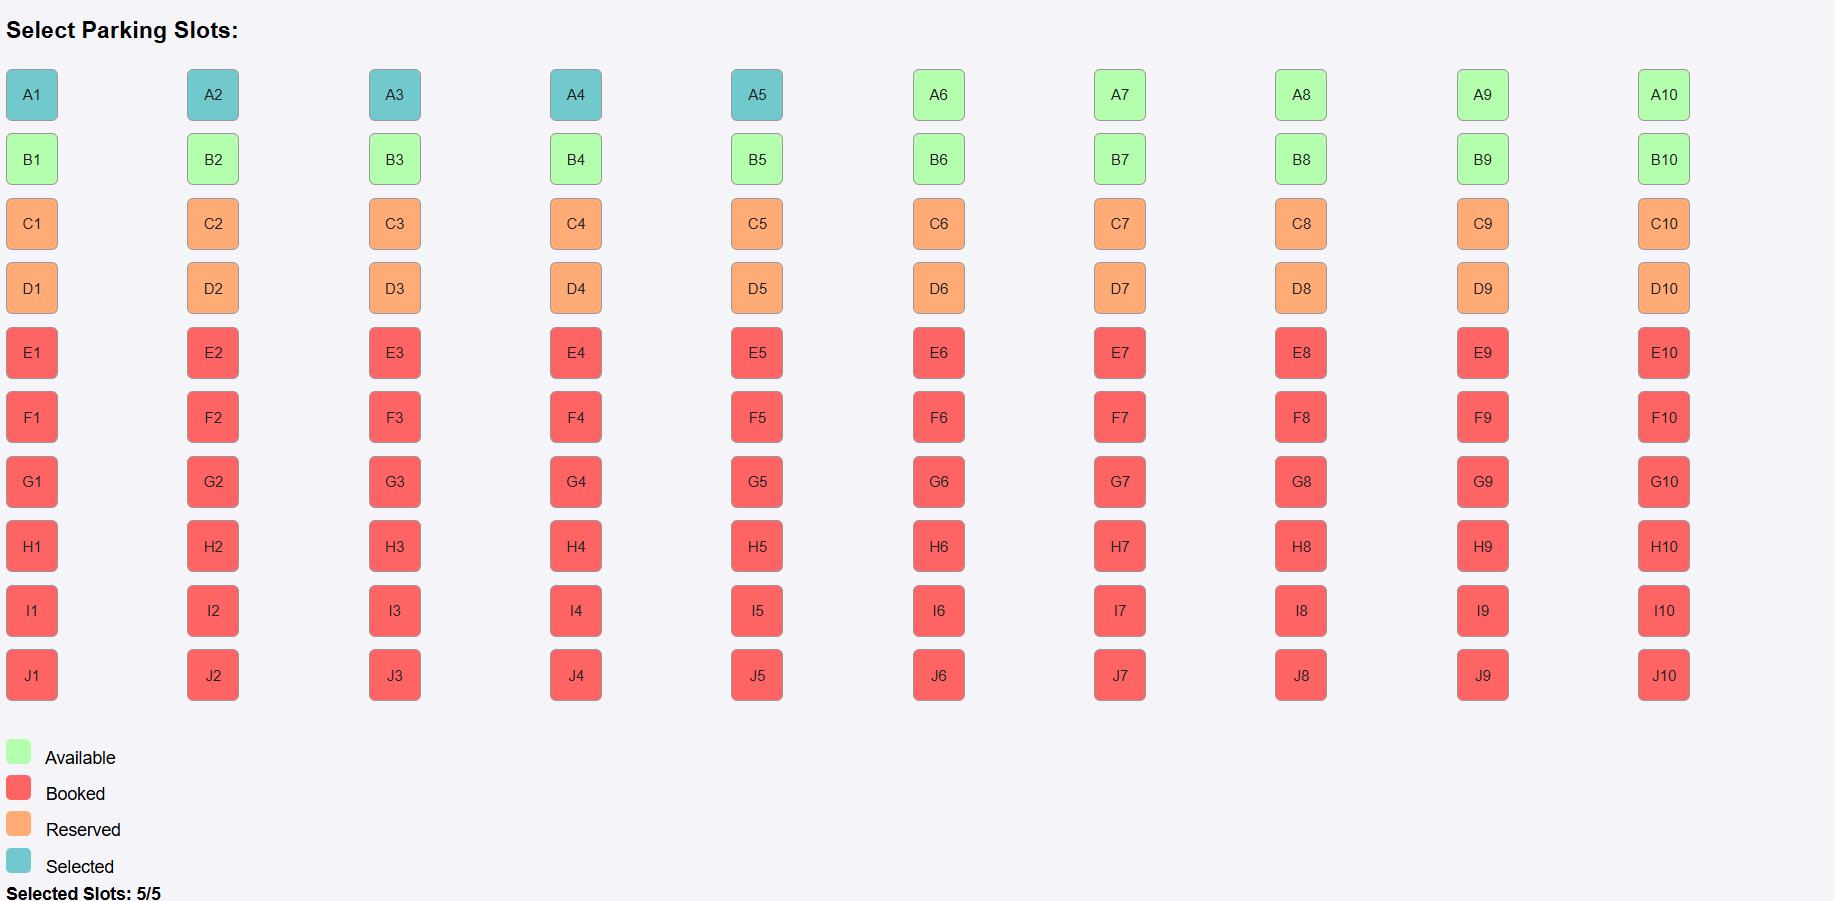 Select Parking Slots:
A1 A2 A3 A4 A5 A6 A7 A8 A9 A10
B1 B2 B3 B4 B5 B6 B7 B8 B9 B10
C1 C2 C3 C4 C5 C6 C7 C8 C9 C10
D1 D2 D3 D4 D5 D6 D7 D8 D9 D10
E1 E2 E3 E4 E5 E6 E7 E8 E9 E10
F1 F2 F3 F4 F5 F6 F7 F8 F9 F10
G1 G2 G3 G4 G5 G6 G7 G8 G9 G10
H1 H2 H3 H4 H5 H6 H7 H8 H9 H10
I1 I2 I3 I4 I5 I6 I7 I8 I9 I10
J1 J2 J3 J4 J5 J6 J7 J8 J9 J10
Available
Booked
Reserved
Selected
Selected Slots: 5/5